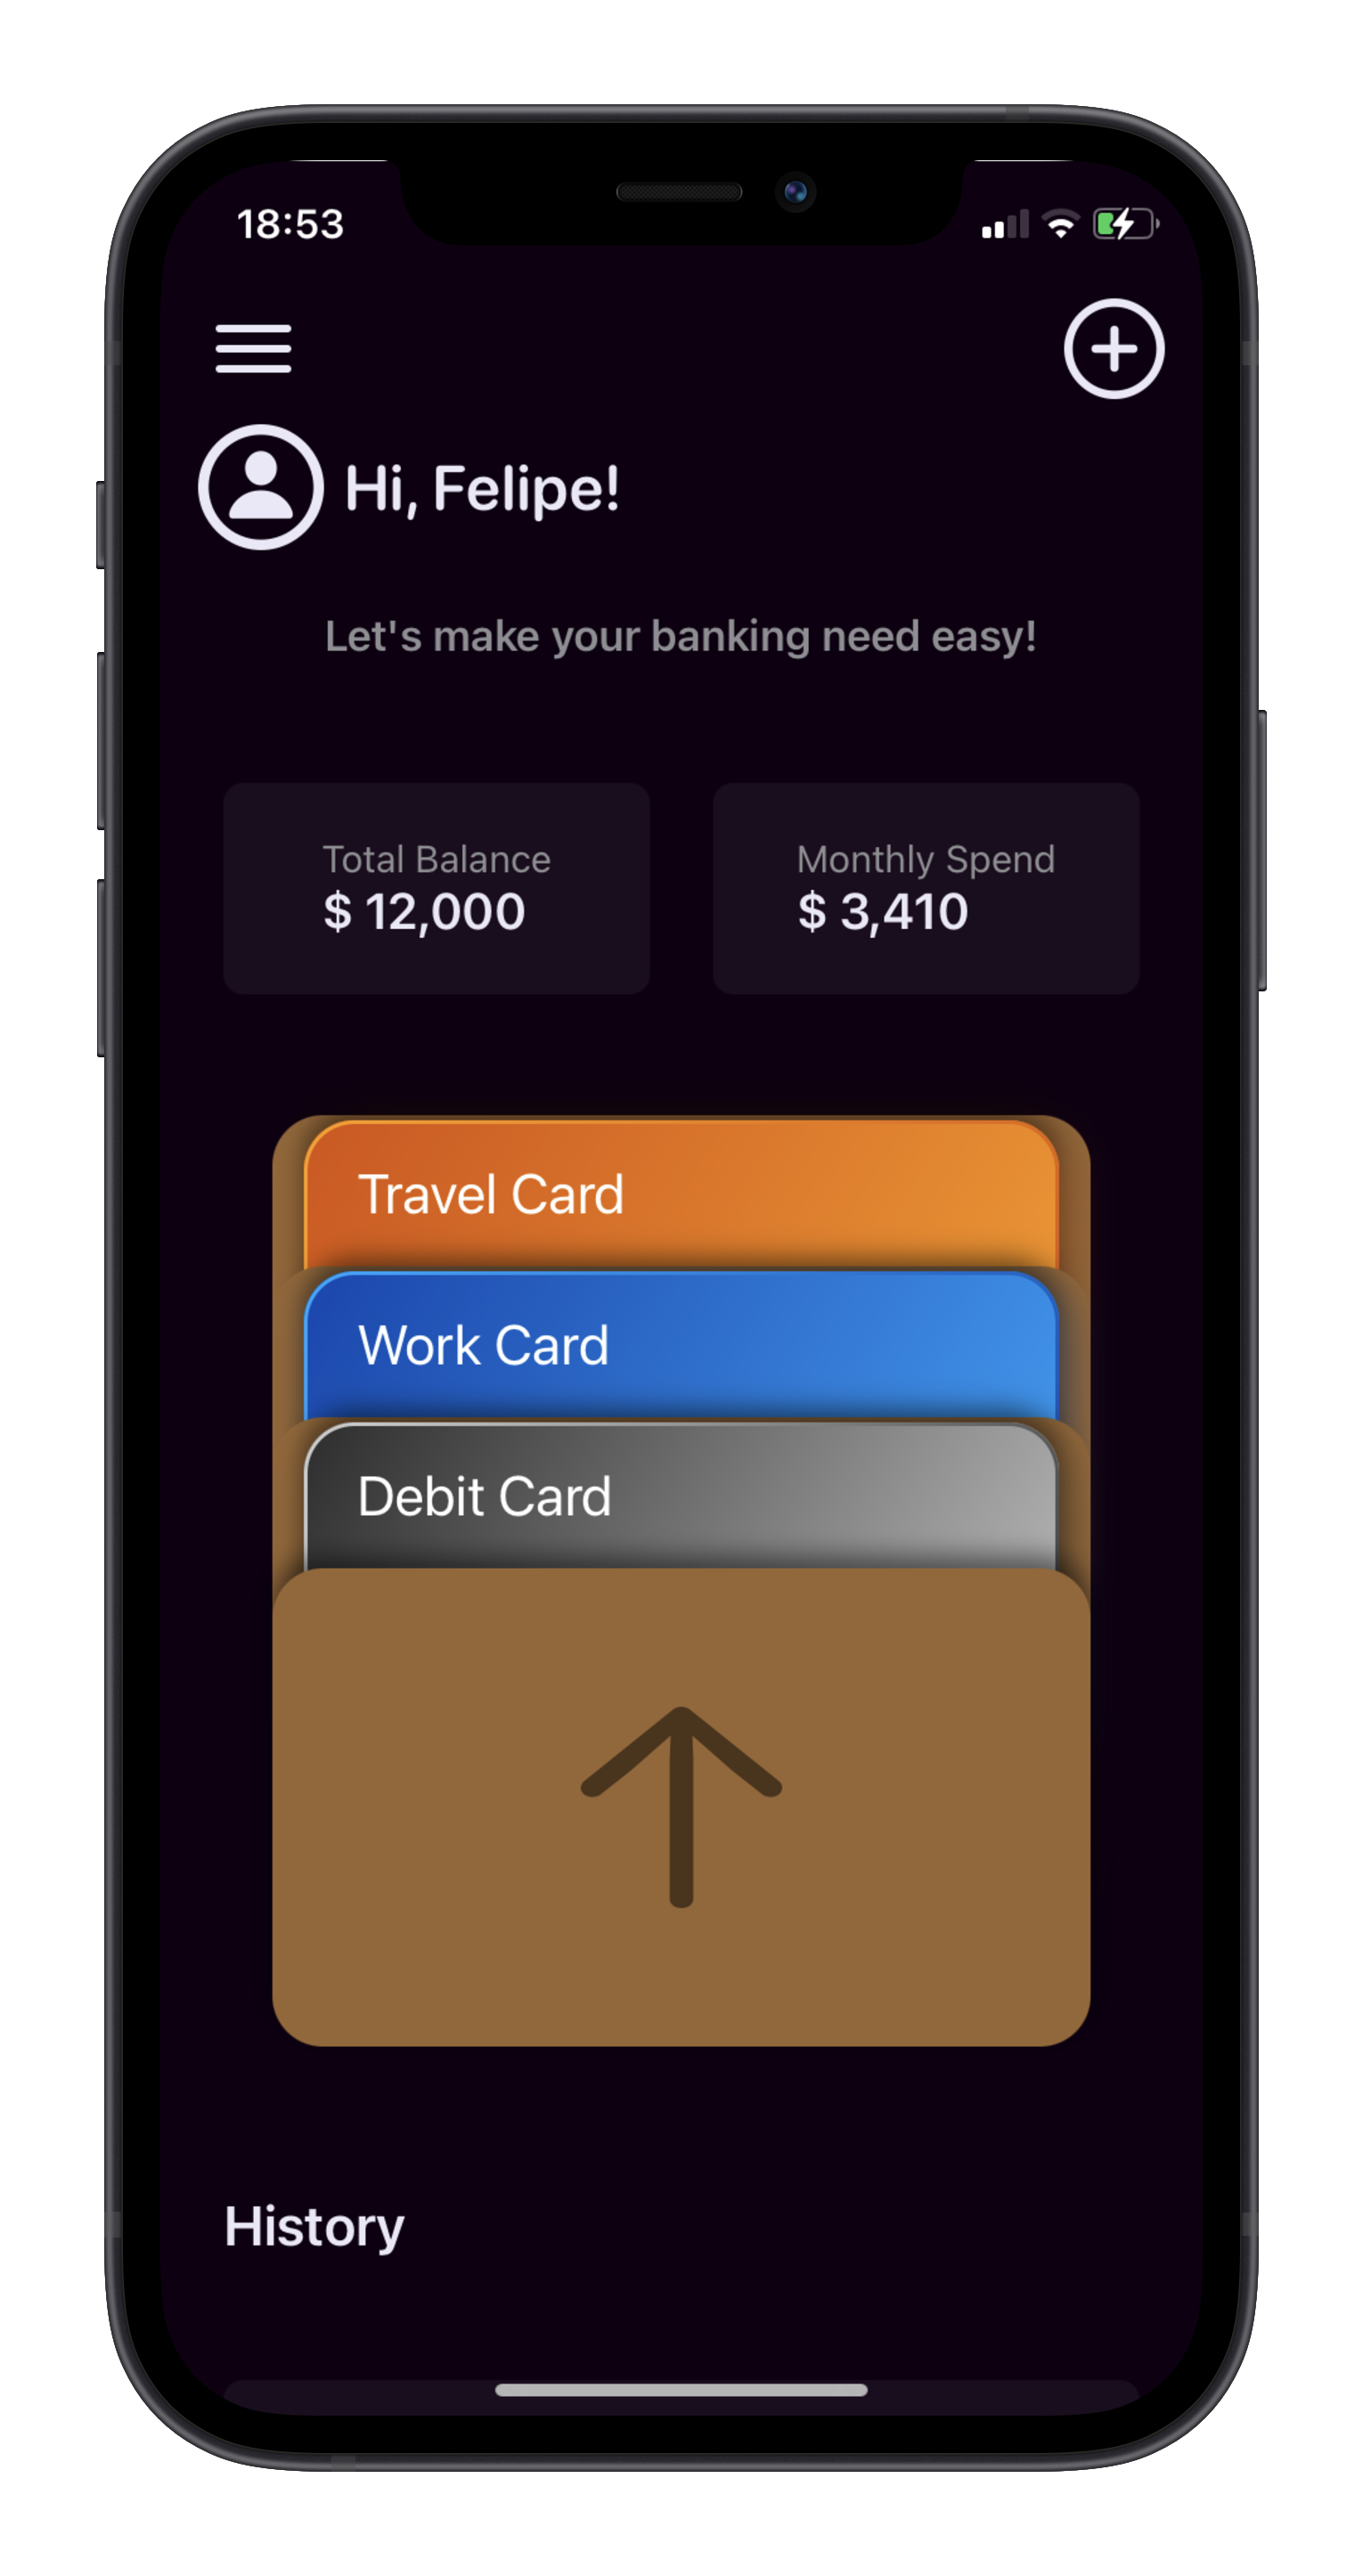 18:53
Hi, Felipe!
Let's make your banking need easy!
Total Balance
$ 12,000
Monthly Spend
$ 3,410
Travel Card
Work Card
Debit Card
History